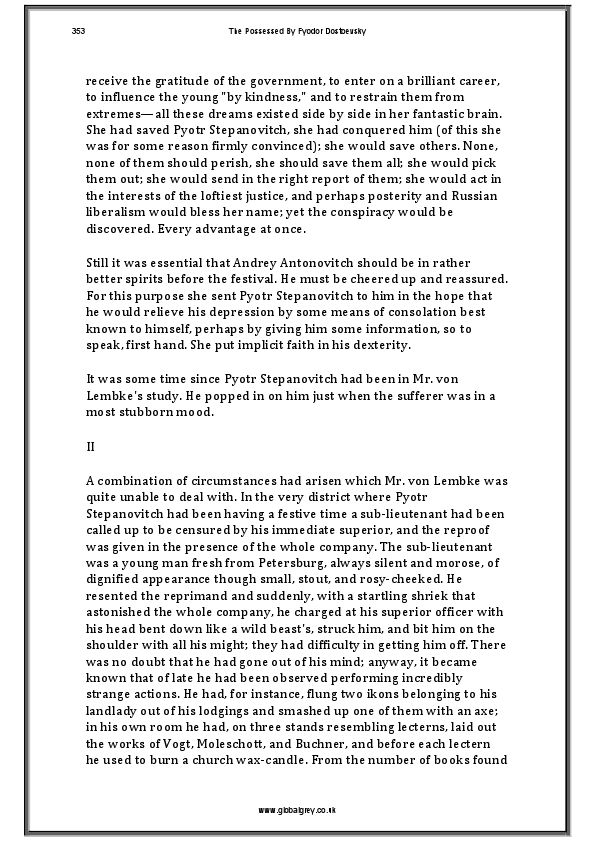 353
The Possessed By Fyodor Dostoevsky
receive the gratitude of the government, to enter on a brilliant career,
to influence the young "by kindness," and to restrain them from
extremes—all these dreams existed side by side in her fantastic brain.
She had saved Pyotr Stepanovitch, she had conquered him (of this she
was for some reason firmly convinced); she would save others. None,
none of them should perish, she should save them all; she would pick
them out; she would send in the right report of them; she would act in
the interests of the loftiest justice, and perhaps posterity and Russian
liberalism would bless her name; yet the conspiracy would be
discovered. Every advantage at once.
Still it was essential that Andrey Antonovitch should be in rather
better spirits before the festival. He must be cheered up and reassured.
For this purpose she sent Pyotr Stepanovitch to him in the hope that
he would relieve his depression by some means of consolation best
known to himself, perhaps by giving him some information, so to
speak, first hand. She put implicit faith in his dexterity.
It was some time since Pyotr Stepanovitch had been in Mr. von
Lembke's study. He popped in on him just when the sufferer was in a
most stubborn mood.
II
A combination of circumstances had arisen which Mr. von Lembke was
quite unable to deal with. In the very district where Pyotr
Stepanovitch had been having a festive time a sub-lieutenant had been
called up to be censured by his immediate superior, and the reproof
was given in the presence of the whole company. The sub-lieutenant
was a young man fresh from Petersburg, always silent and morose, of
dignified appearance though small, stout, and rosy-cheeked. He
resented the reprimand and suddenly, with a startling shriek that
astonished the whole company, he charged at his superior officer with
his head bent down like a wild beast's, struck him, and bit him on the
shoulder with all his might; they had difficulty in getting him off. There
was no doubt that he had gone out of his mind; anyway, it became
known that of late he had been observed performing incredibly
strange actions. He had, for instance, flung two ikons belonging to his
landlady out of his lodgings and smashed up one of them with an axe;
in his own room he had, on three stands resembling lecterns, laid out
the works of Vogt, Moleschott, and Buchner, and before each lectern
he used to burn a church wax-candle. From the number of books found
www.globalgrey.co.uk